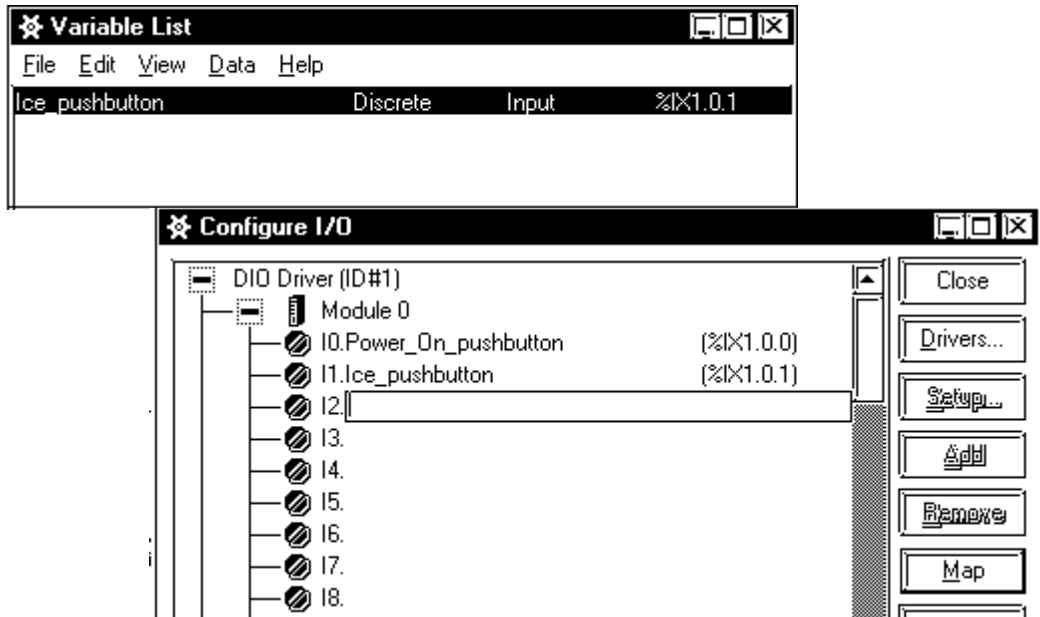 Variable List
File Edit View Data Help
Ice_pushbutton Discrete Input %IX1.0.1
Configure I/O
DIO Driver (ID#1)
Close
Module 0
I0.Power_On_pushbutton (%IX1.0.0)
Drivers...
I1.Ice_pushbutton (%IX1.0.1)
I2.
Setup...
I3.
I4.
Add
I5.
Remove
I6.
I7.
Map
I8.